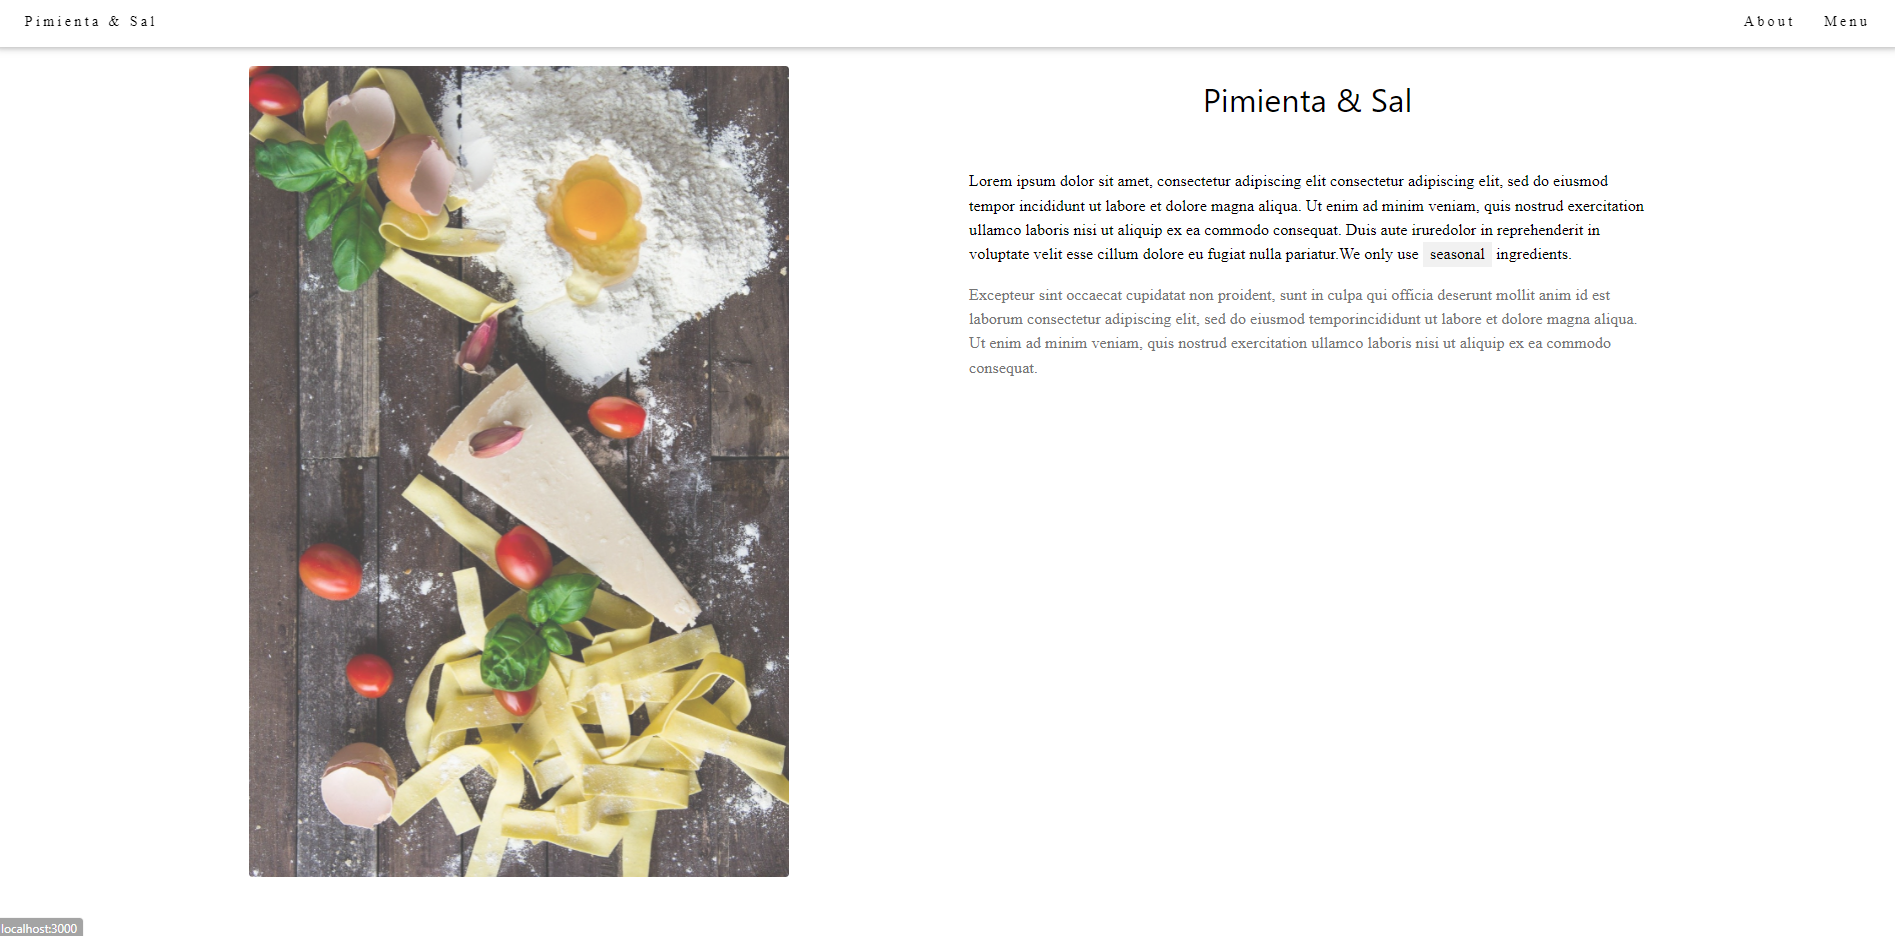 Pimienta & Sal
About
Menu
Pimienta & Sal
Lorem ipsum dolor sit amet, consectetur adipiscing elit consectetur adipiscing elit, sed do eiusmod
tempor incididunt ut labore et dolore magna aliqua. Ut enim ad minim veniam, quis nostrud exercitation
ullamco laboris nisi ut aliquip ex ea commodo consequat. Duis aute iruredolor in reprehenderit in
voluptate velit esse cillum dolore eu fugiat nulla pariatur.We only use seasonal ingredients.
Excepteur sint occaecat cupidatat non proident, sunt in culpa qui officia deserunt mollit anim id est
laborum consectetur adipiscing elit, sed do eiusmod temporincididunt ut labore et dolore magna aliqua.
Ut enim ad minim veniam, quis nostrud exercitation ullamco laboris nisi ut aliquip ex ea commodo
consequat.
localhost:3000